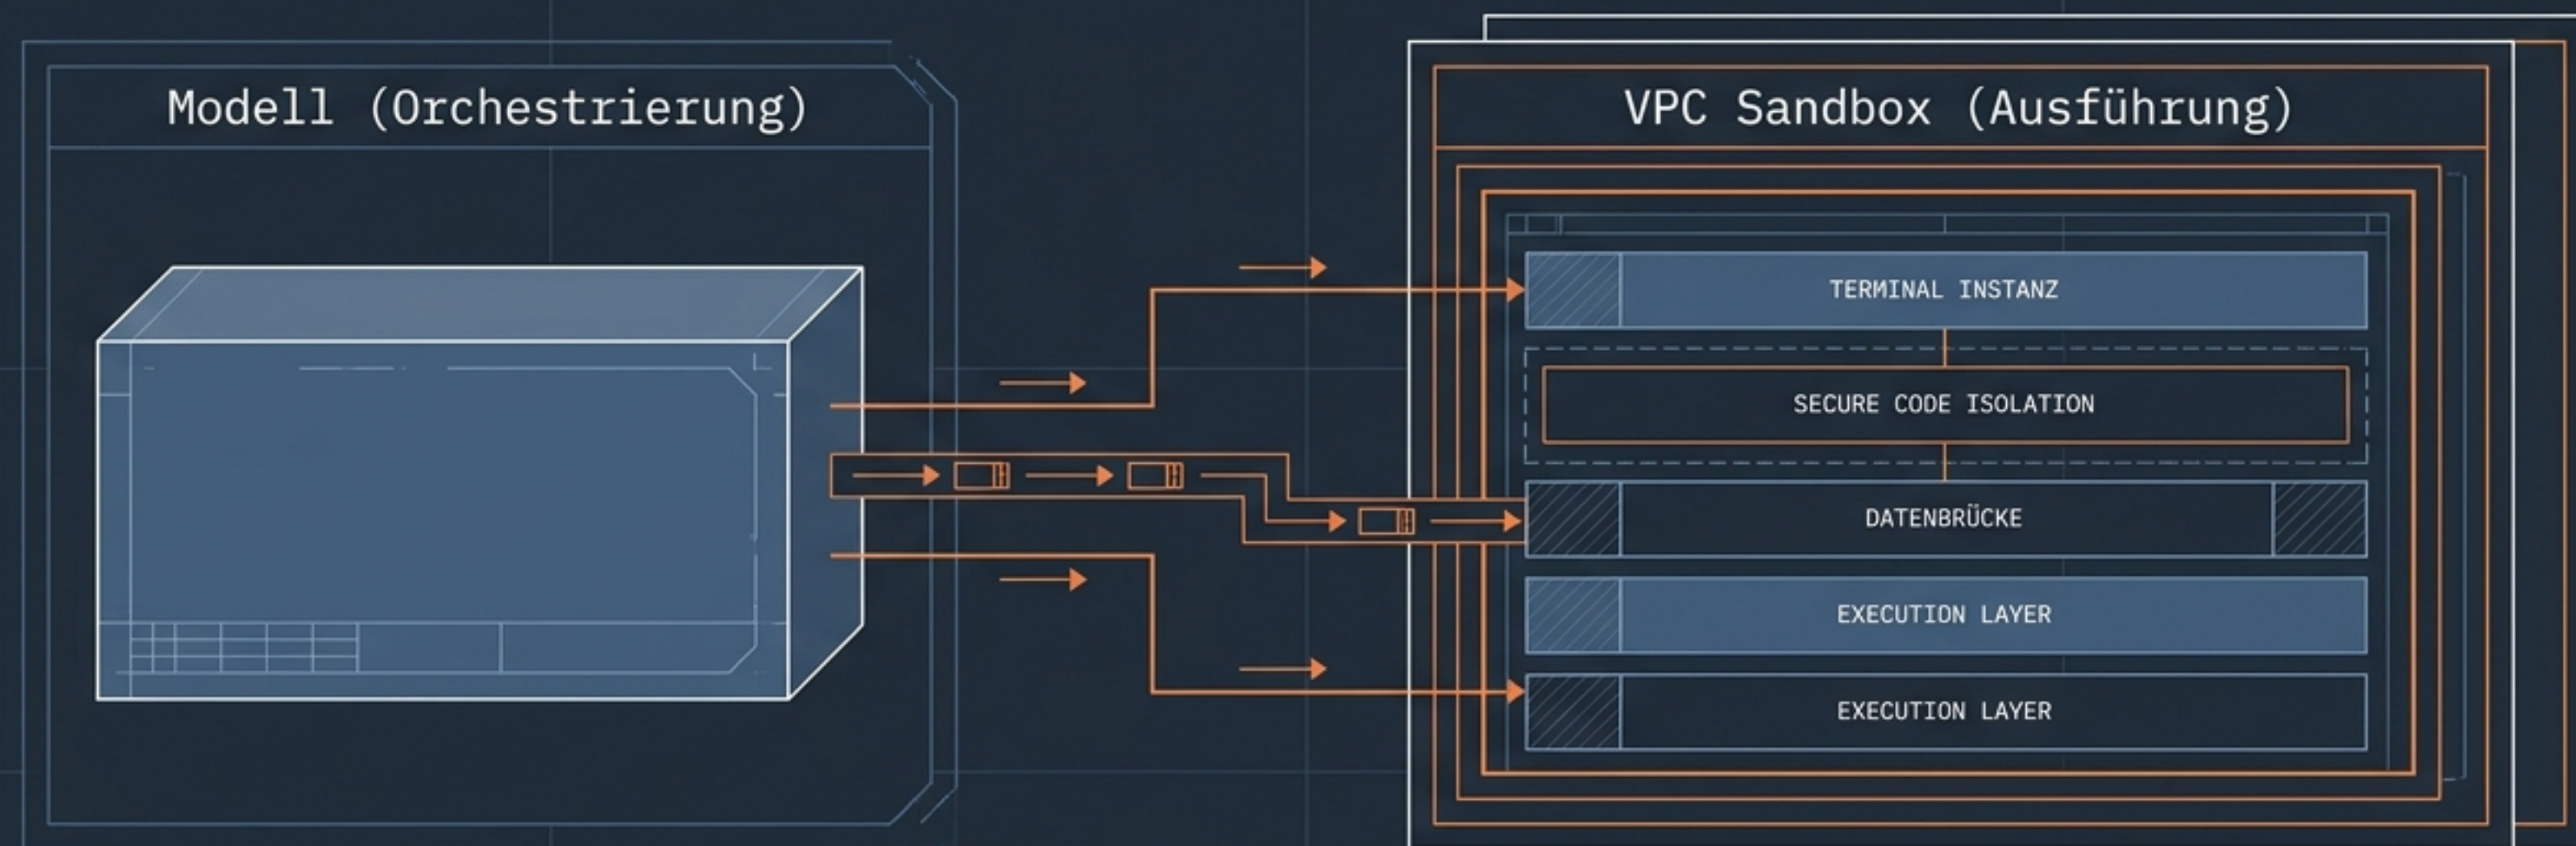 Modell (Orchestrierung)
VPC Sandbox (Ausführung)
TERMINAL INSTANZ
SECURE CODE ISOLATION
DATENBRÜCKE
EXECUTION LAYER
EXECUTION LAYER